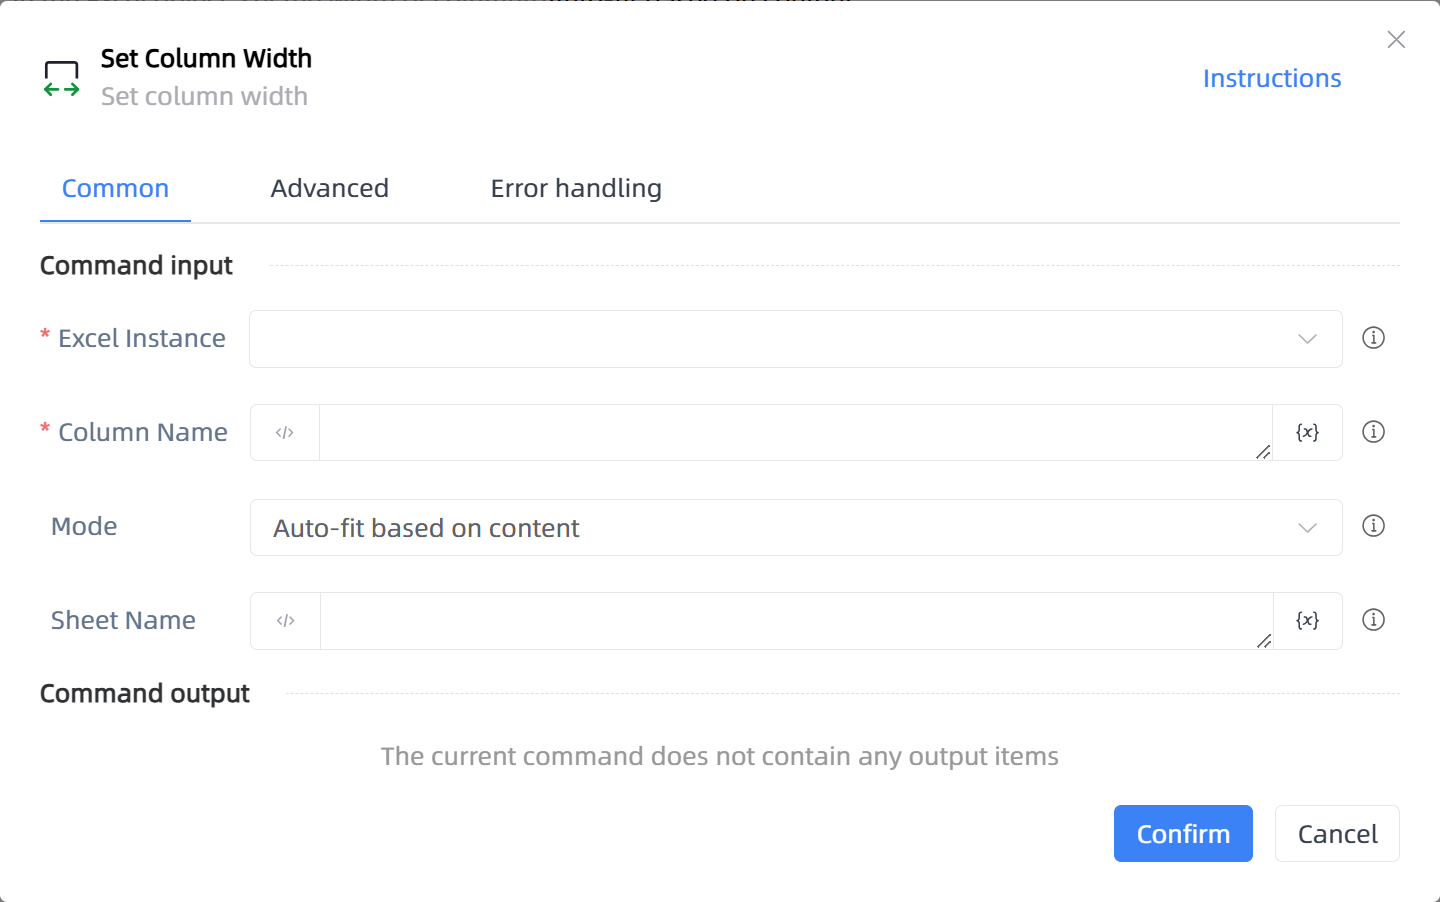 Set Column Width
Set column width
Instructions
Common
Advanced
Error handling
Command input
* Excel Instance
* Column Name
</>
{x}
Mode
Auto-fit based on content
Sheet Name
</>
{x}
Command output
The current command does not contain any output items
Confirm
Cancel